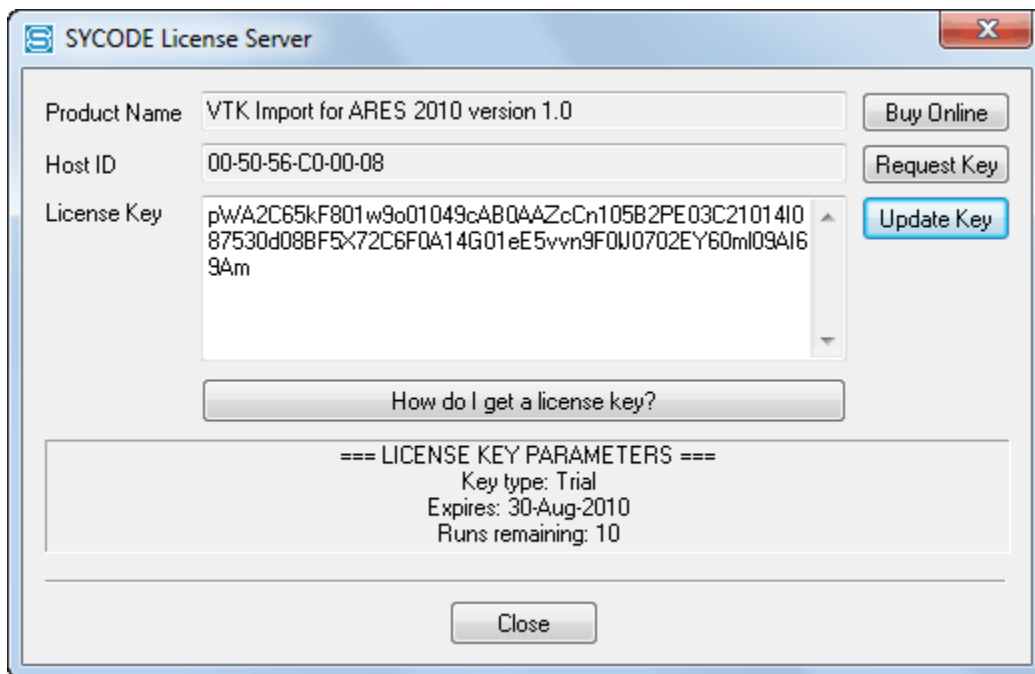 SYCODE License Server
Product Name
VTK Import for ARES 2010 version 1.0
Buy Online
Host ID
00-50-56-C0-00-08
Request Key
License Key
pWA2C65kF801w9o01049cAB0AAZcCn105B2PE03C21014I0
87530d08BF5X72C6F0A14G01eE5vvn9F0IJ0702EY60ml09AI6
9Am
Update Key
How do I get a license key?
=== LICENSE KEY PARAMETERS ===
Key type: Trial
Expires: 30-Aug-2010
Runs remaining: 10
Close